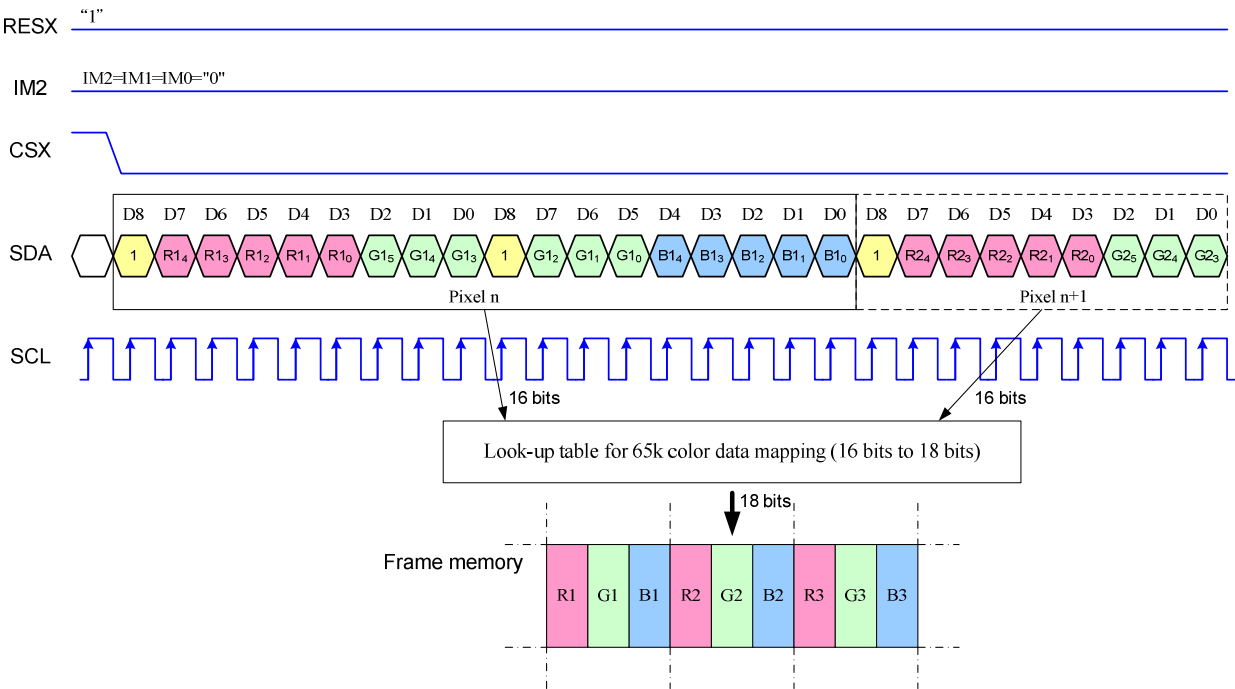 RESX "1"
IM2 IM2=IM1=IM0="0"
CSX
D8 D7 D6 D5 D4 D3 D2 D1 D0 D8 D7 D6 D5 D4 D3 D2 D1 D0 D8 D7 D6 D5 D4 D3 D2 D1 D0
SDA 1 R1₄ R1₃ R1₂ R1₁ R1₀ G1₅ G1₄ G1₃ 1 G1₂ G1₁ G1₀ B1₄ B1₃ B1₂ B1₁ B1₀ 1 R2₄ R2₃ R2₂ R2₁ R2₀ G2₅ G2₄ G2₃
Pixel n Pixel n+1
SCL
16 bits 16 bits
Look-up table for 65k color data mapping (16 bits to 18 bits)
18 bits
Frame memory
R1 G1 B1 R2 G2 B2 R3 G3 B3